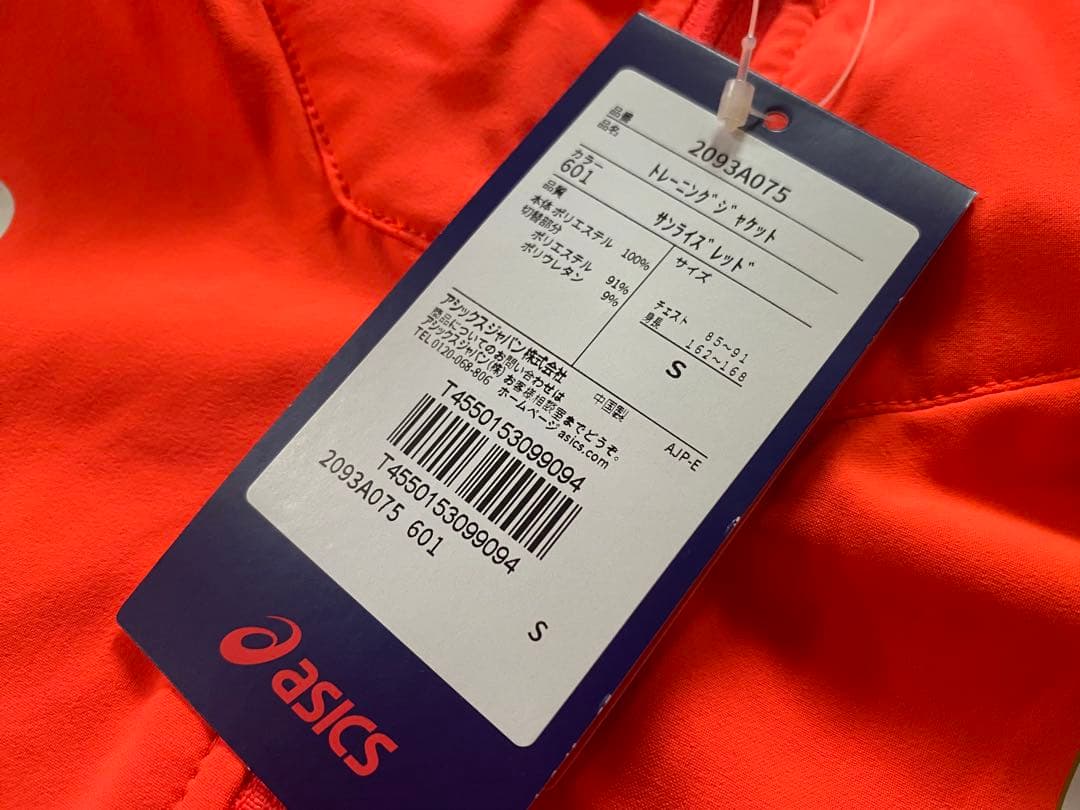 品番 2093A075
品名 トレーニングジャケット
カラー
601 サンライズレッド
品質
本体 ポリエステル 100%
切替部分
ポリエステル 91%
ポリウレタン 9%
サイズ
チェスト 85~91
身長 162~168
S
アシックスジャパン株式会社
商品についてのお問い合わせは
アシックスジャパン(株)お客様相談室までどうぞ。
TEL 0120-068-806 ホームページasics.com
中国製
AJP-E
T4550153099094
T4550153099094
2093A075 601
S
asics